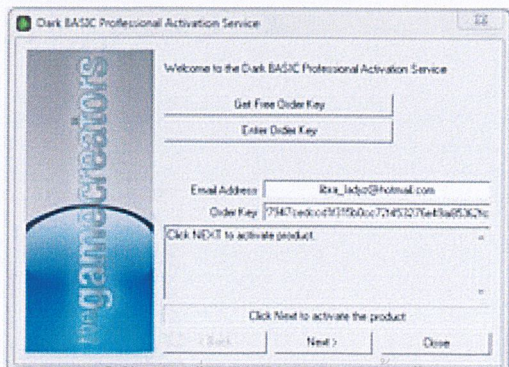 Dark BASIC Professional Activation Service
thegamecreators
Welcome to the Dark BASIC Professional Activation Service
Get Free Order Key
Enter Order Key
Email Address
Order Key
Click NEXT to activate product.
Click Next to activate the product
< Back
Next >
Close